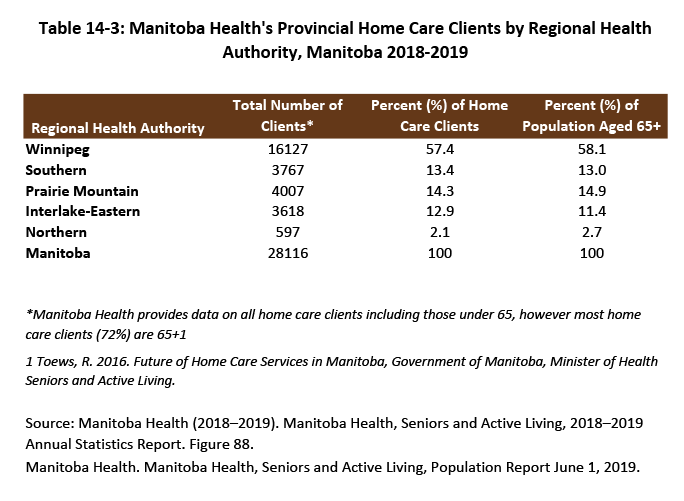 Table 14-3: Manitoba Health's Provincial Home Care Clients by Regional Health
Authority, Manitoba 2018-2019
Regional Health Authority Total Number of Clients* Percent (%) of Home Care Clients Percent (%) of Population Aged 65+
Winnipeg 16127 57.4 58.1
Southern 3767 13.4 13.0
Prairie Mountain 4007 14.3 14.9
Interlake-Eastern 3618 12.9 11.4
Northern 597 2.1 2.7
Manitoba 28116 100 100
*Manitoba Health provides data on all home care clients including those under 65, however most home
care clients (72%) are 65+1
1 Toews, R. 2016. Future of Home Care Services in Manitoba, Government of Manitoba, Minister of Health
Seniors and Active Living.
Source: Manitoba Health (2018–2019). Manitoba Health, Seniors and Active Living, 2018–2019
Annual Statistics Report. Figure 88.
Manitoba Health. Manitoba Health, Seniors and Active Living, Population Report June 1, 2019.